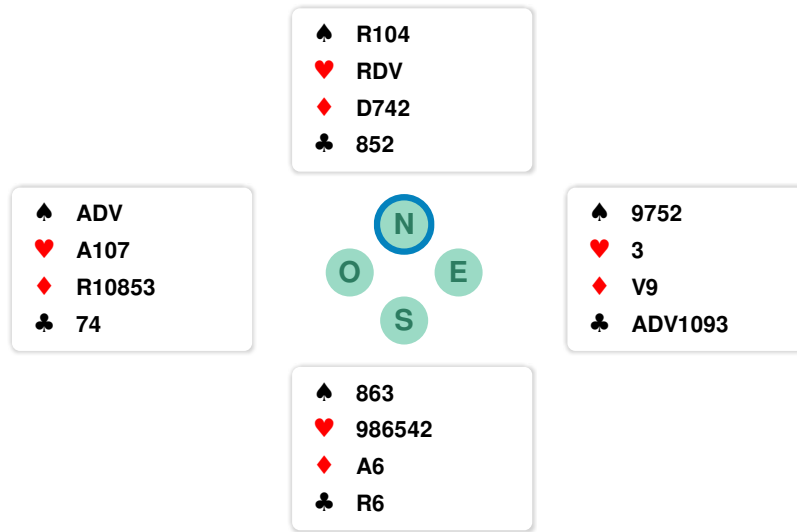 ♠ R104
♥ RDV
♦ D742
♣ 852
♠ ADV
♥ A107
♦ R10853
♣ 74
N
O E
S
♠ 9752
♥ 3
♦ V9
♣ ADV1093
♠ 863
♥ 986542
♦ A6
♣ R6